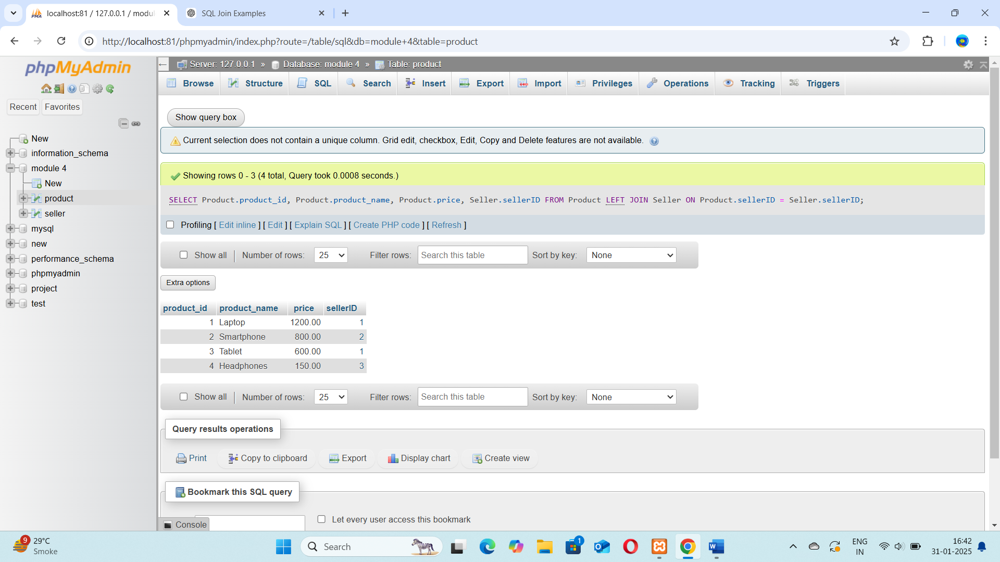 localhost:81 / 127.0.0.1 / modul
SQL Join Examples
http://localhost:81/phpmyadmin/index.php?route=/table/sql&db=module+4&table=product
phpMyAdmin
Recent
Favorites
New
information_schema
module 4
New
product
seller
mysql
new
performance_schema
phpmyadmin
project
test
Server: 127.0.0.1 » Database: module 4 » Table: product
Browse Structure SQL Search Insert Export Import Privileges Operations Tracking Triggers
Show query box
Current selection does not contain a unique column. Grid edit, checkbox, Edit, Copy and Delete features are not available.
Showing rows 0 - 3 (4 total, Query took 0.0008 seconds.)
SELECT Product.product_id, Product.product_name, Product.price, Seller.sellerID FROM Product LEFT JOIN Seller ON Product.sellerID = Seller.sellerID;
Profiling [ Edit inline ] [ Edit ] [ Explain SQL ] [ Create PHP code ] [ Refresh ]
Show all Number of rows: 25 Filter rows: Search this table Sort by key: None
Extra options
product_id product_name price sellerID
1 Laptop 1200.00 1
2 Smartphone 800.00 2
3 Tablet 600.00 1
4 Headphones 150.00 3
Show all Number of rows: 25 Filter rows: Search this table Sort by key: None
Query results operations
Print Copy to clipboard Export Display chart Create view
Bookmark this SQL query
Let every user access this bookmark
Console
9
29°C
Smoke
Search
1
ENG
IN
16:42
31-01-2025